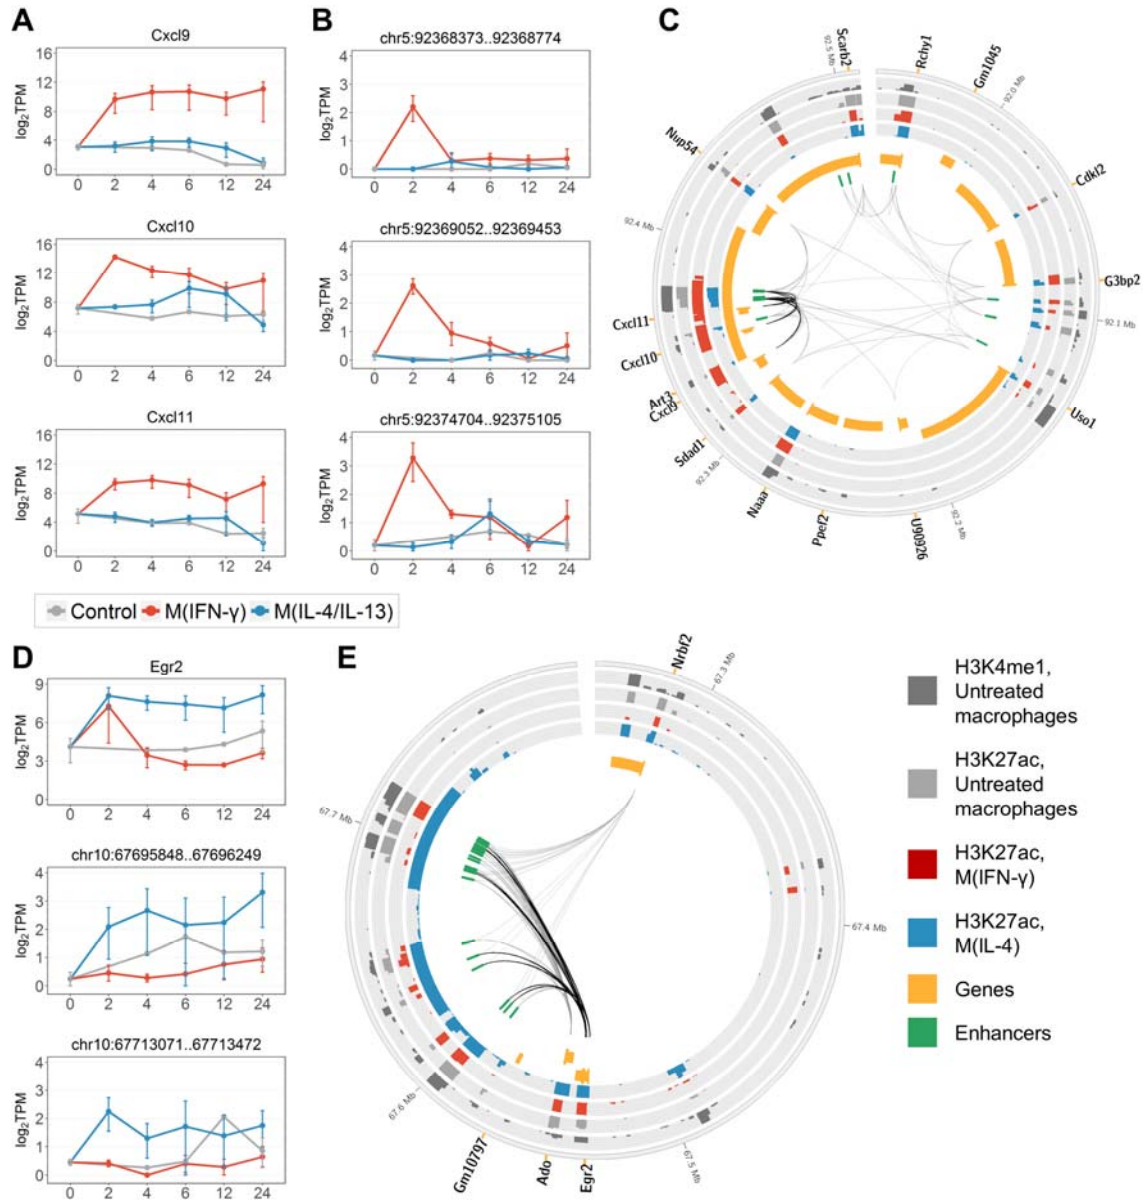 A
Cxcl9
log2TPM
16
12
8
4
0
0 2 4 6 12 24
Cxcl10
log2TPM
16
12
8
4
0
0 2 4 6 12 24
Cxcl11
log2TPM
16
12
8
4
0
0 2 4 6 12 24
B
chr5:92368373..92368774
log2TPM
4
3
2
1
0
0 2 4 6 12 24
chr5:92369052..92369453
log2TPM
4
3
2
1
0
0 2 4 6 12 24
chr5:92374704..92375105
log2TPM
4
3
2
1
0
0 2 4 6 12 24
Control M(IFN-γ) M(IL-4/IL-13)
C
Rchy1
Gm1045
92.0 Mb
Cdkl2
G3bp2
92.1 Mb
Uso1
92.2 Mb
U90926
Ppef2
Naaa
92.3 Mb
Sdad1
Cxcl9
Art3
Cxcl10
Cxcl11
92.4 Mb
Nup54
92.5 Mb
Scarb2
D
Egr2
log2TPM
9
6
3
0
0 2 4 6 12 24
chr10:67695848..67696249
log2TPM
4
3
2
1
0
0 2 4 6 12 24
chr10:67713071..67713472
log2TPM
4
3
2
1
0
0 2 4 6 12 24
E
Nrbf2
67.3 Mb
67.4 Mb
67.5 Mb
Egr2
Ado
Gm10797
67.6 Mb
67.7 Mb
H3K4me1,
Untreated
macrophages
H3K27ac,
Untreated
macrophages
H3K27ac,
M(IFN-γ)
H3K27ac,
M(IL-4)
Genes
Enhancers